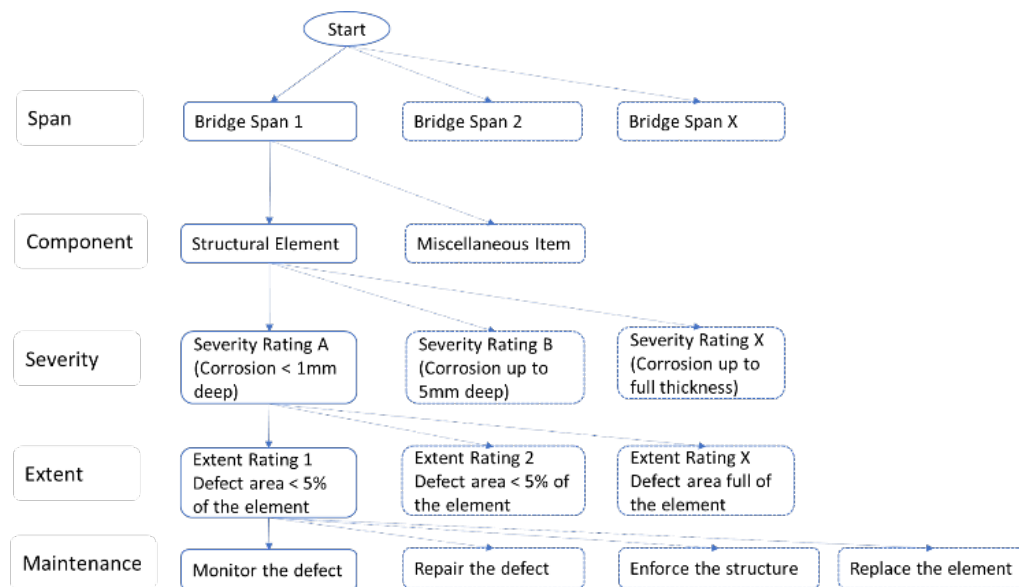 Start
Span
Bridge Span 1
Bridge Span 2
Bridge Span X
Component
Structural Element
Miscellaneous Item
Severity
Severity Rating A
(Corrosion < 1mm
deep)
Severity Rating B
(Corrosion up to
5mm deep)
Severity Rating X
(Corrosion up to
full thickness)
Extent
Extent Rating 1
Defect area < 5%
of the element
Extent Rating 2
Defect area < 5% of
the element
Extent Rating X
Defect area full of
the element
Maintenance
Monitor the defect
Repair the defect
Enforce the structure
Replace the element